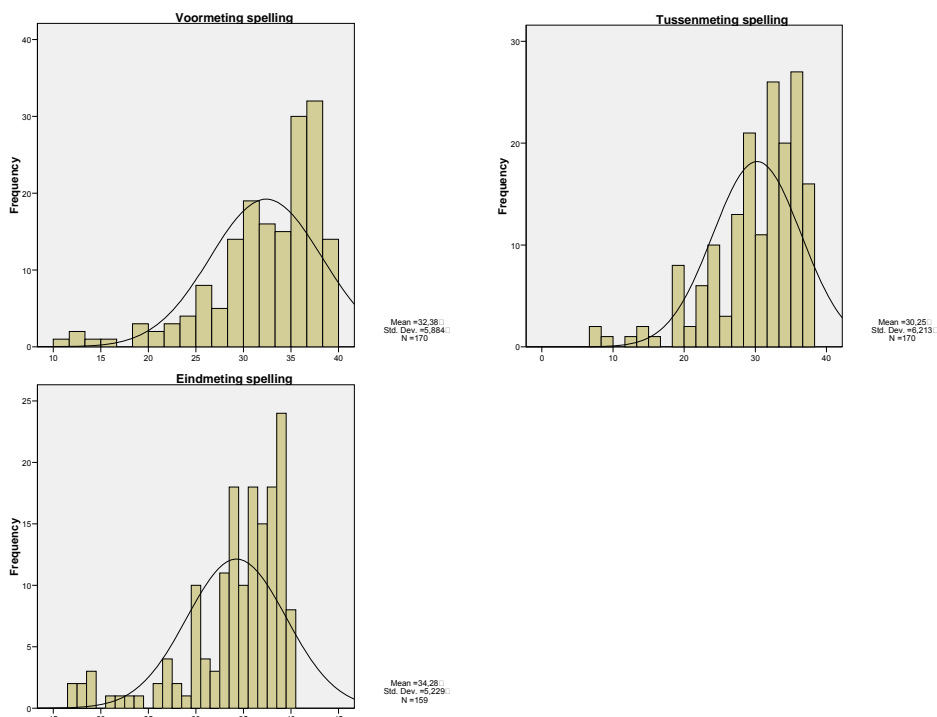 Voormeting spelling
40
30
20
10
0
Frequency
10 15 20 25 30 35 40
Mean =32,38
Std. Dev. =5,884
N =170
Tussenmeting spelling
30
20
10
0
Frequency
0 10 20 30 40
Mean =30,25
Std. Dev. =6,213
N =170
Eindmeting spelling
25
20
15
10
5
0
Frequency
Mean =34,28
Std. Dev. =5,229
N =159